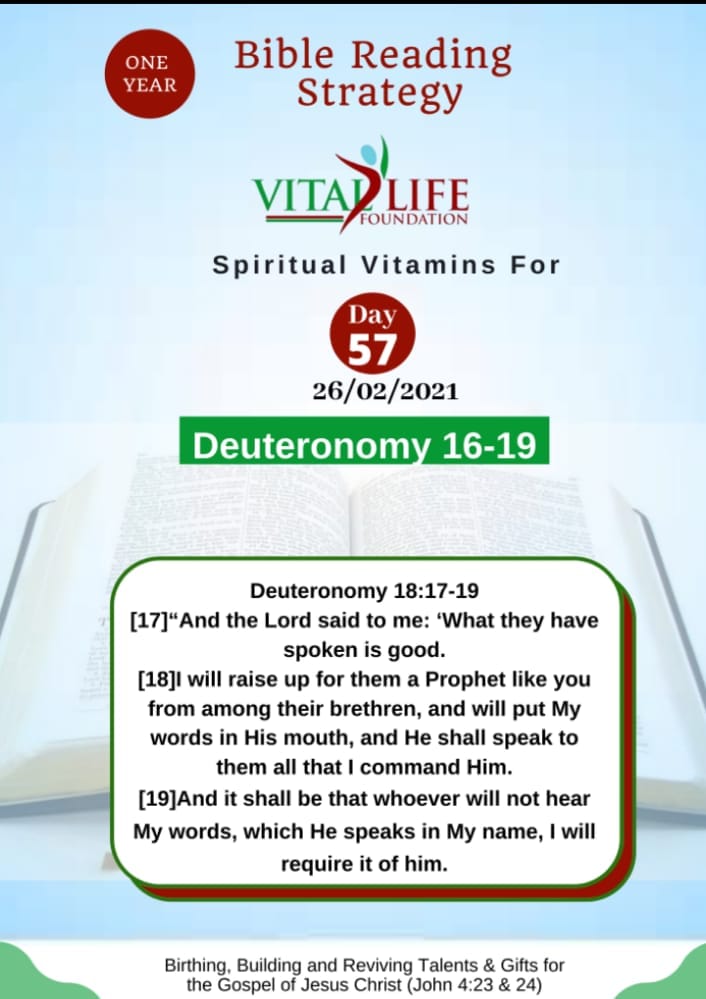 ONE
YEAR
Bible Reading
Strategy
VITAL LIFE
FOUNDATION
Spiritual Vitamins For
Day
57
26/02/2021
Deuteronomy 16-19
Deuteronomy 18:17-19
[17]“And the Lord said to me: ‘What they have
spoken is good.
[18]I will raise up for them a Prophet like you
from among their brethren, and will put My
words in His mouth, and He shall speak to
them all that I command Him.
[19]And it shall be that whoever will not hear
My words, which He speaks in My name, I will
require it of him.
Birthing, Building and Reviving Talents & Gifts for
the Gospel of Jesus Christ (John 4:23 & 24)